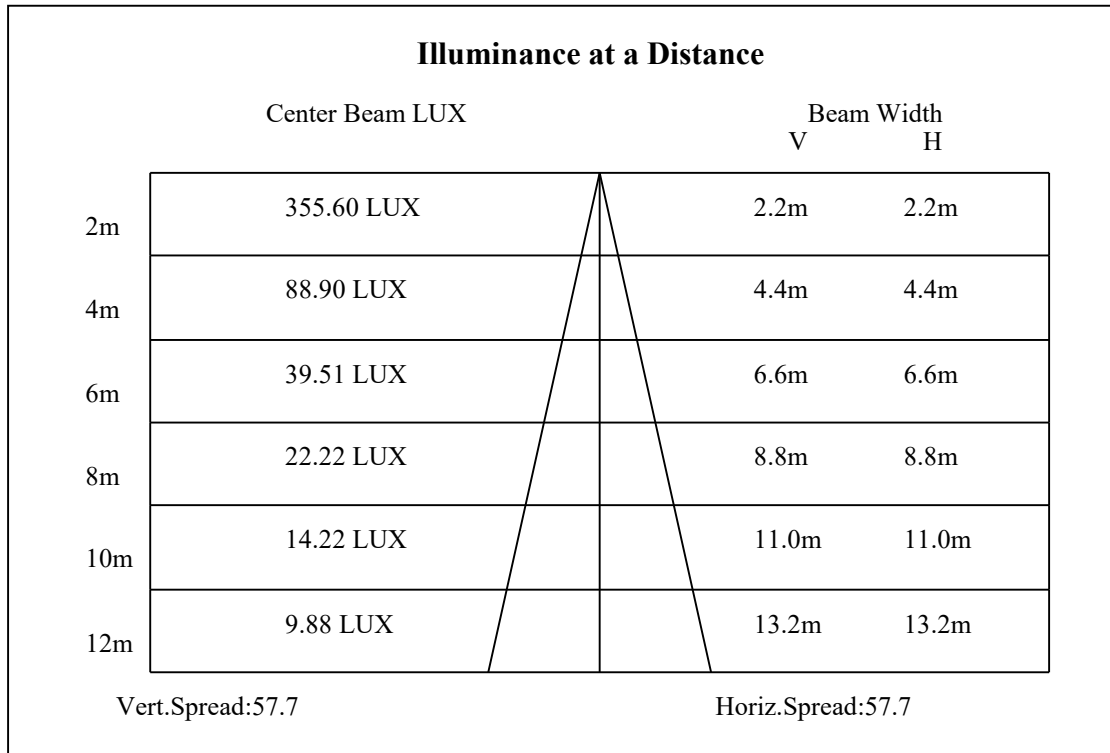 Illuminance at a Distance
Center Beam LUX Beam Width
V H
2m 355.60 LUX 2.2m 2.2m
4m 88.90 LUX 4.4m 4.4m
6m 39.51 LUX 6.6m 6.6m
8m 22.22 LUX 8.8m 8.8m
10m 14.22 LUX 11.0m 11.0m
12m 9.88 LUX 13.2m 13.2m
Vert.Spread:57.7 Horiz.Spread:57.7